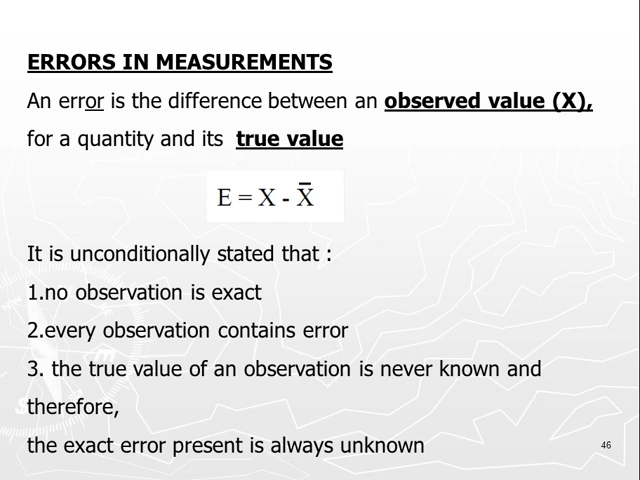 ERRORS IN MEASUREMENTS
An error is the difference between an observed value (X),
for a quantity and its true value
E = X - X̄
It is unconditionally stated that :
1.no observation is exact
2.every observation contains error
3. the true value of an observation is never known and
therefore,
the exact error present is always unknown
46